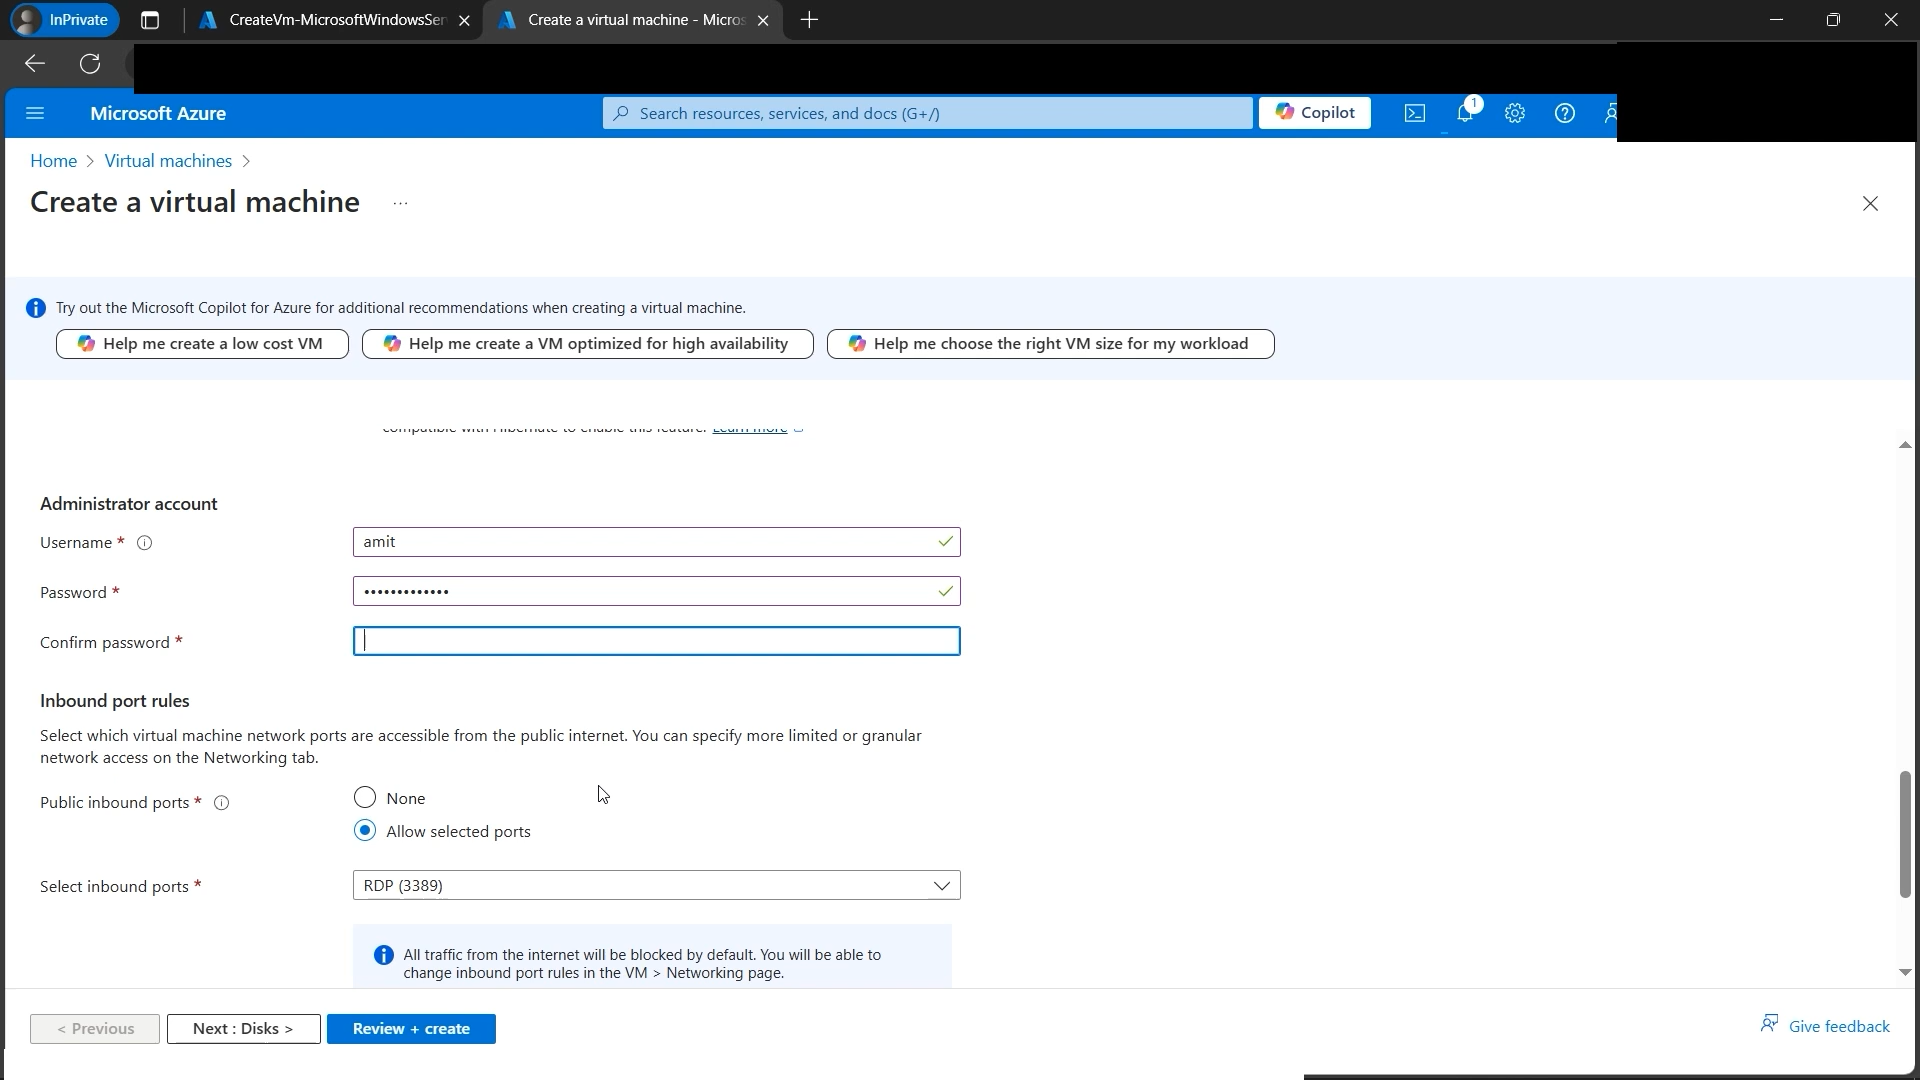 InPrivate
CreateVm-MicrosoftWindowsSer
Create a virtual machine - Micros
Microsoft Azure
Search resources, services, and docs (G+/)
Copilot
1
Home > Virtual machines >
Create a virtual machine ...
Try out the Microsoft Copilot for Azure for additional recommendations when creating a virtual machine.
Help me create a low cost VM
Help me create a VM optimized for high availability
Help me choose the right VM size for my workload
compatible with Hibernate to enable this feature. Learn more
Administrator account
Username *
amit
Password *
•••••••••••••
Confirm password *
Inbound port rules
Select which virtual machine network ports are accessible from the public internet. You can specify more limited or granular
network access on the Networking tab.
Public inbound ports *
None
Allow selected ports
Select inbound ports *
RDP (3389)
All traffic from the internet will be blocked by default. You will be able to
change inbound port rules in the VM > Networking page.
< Previous
Next : Disks >
Review + create
Give feedback